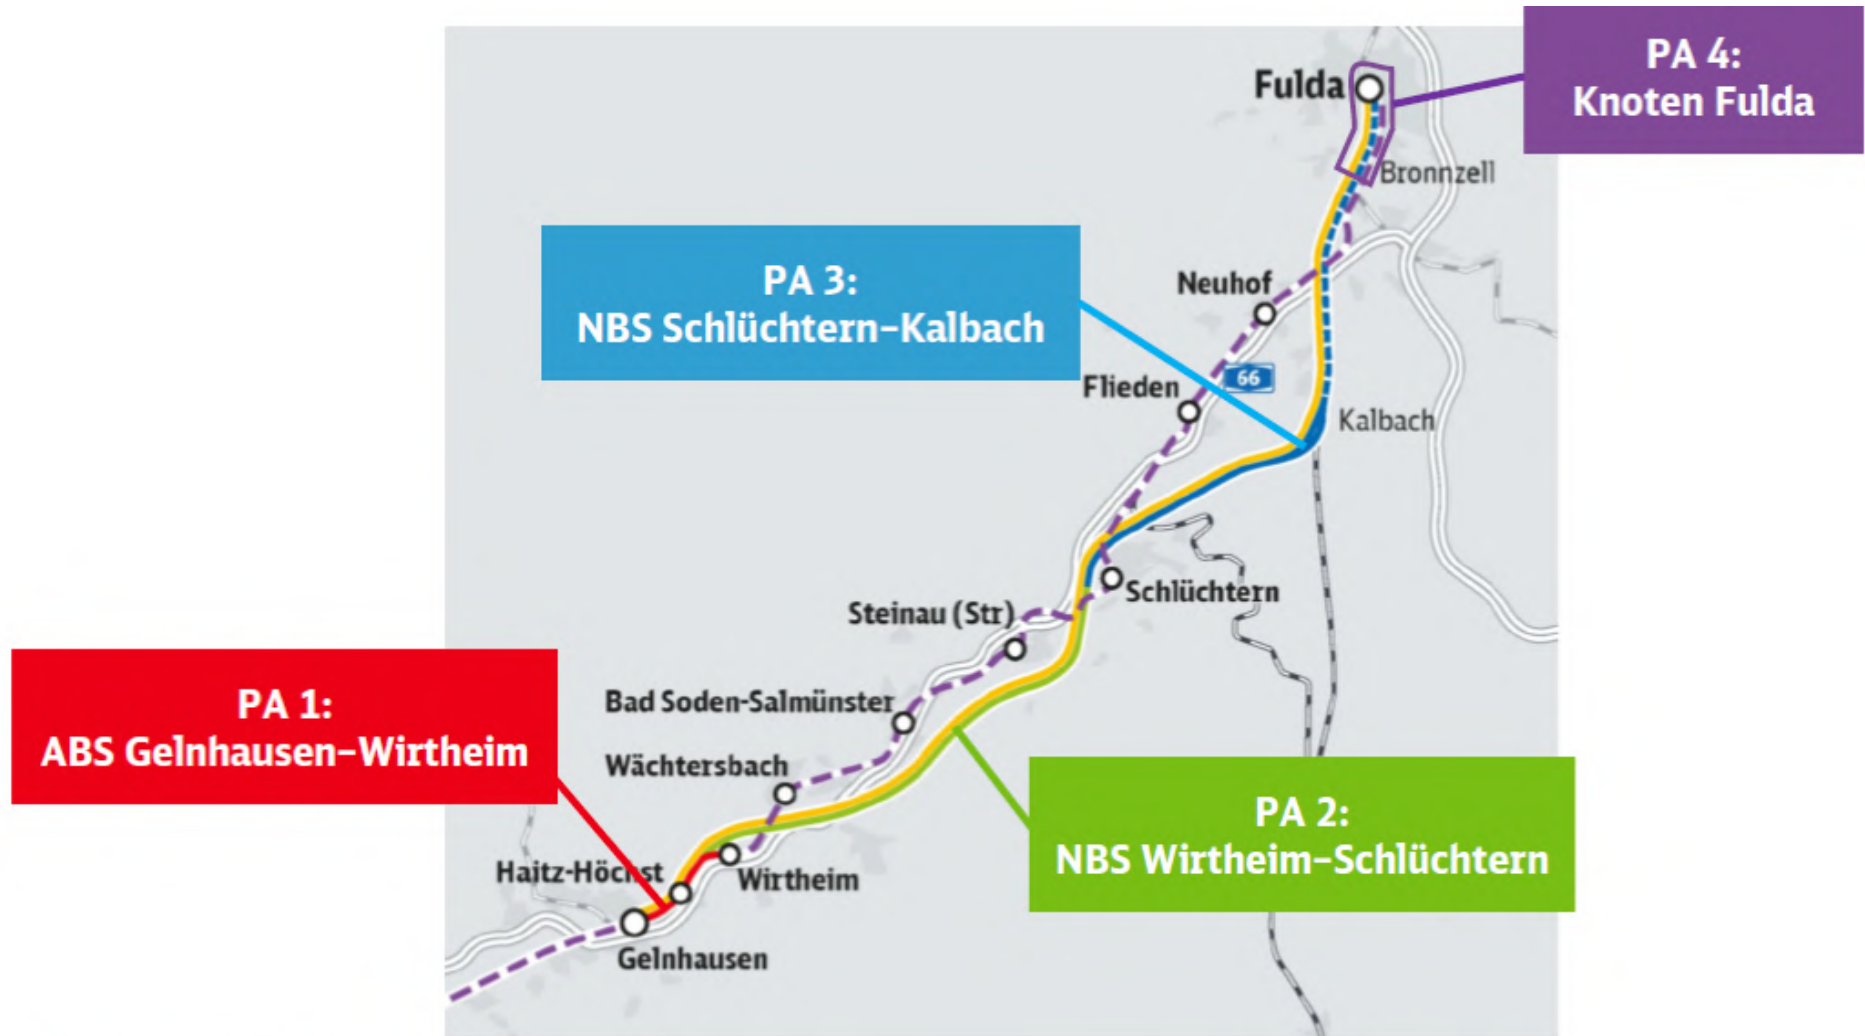 PA 4:
Knoten Fulda
Fulda
Bronnzell
PA 3:
NBS Schlüchtern–Kalbach
Neuhof
66
Flieden
Kalbach
Schlüchtern
Steinau (Str)
PA 1:
ABS Gelnhausen–Wirtheim
Bad Soden-Salmünster
Wächtersbach
PA 2:
NBS Wirtheim–Schlüchtern
Haitz-Höchst
Wirtheim
Gelnhausen